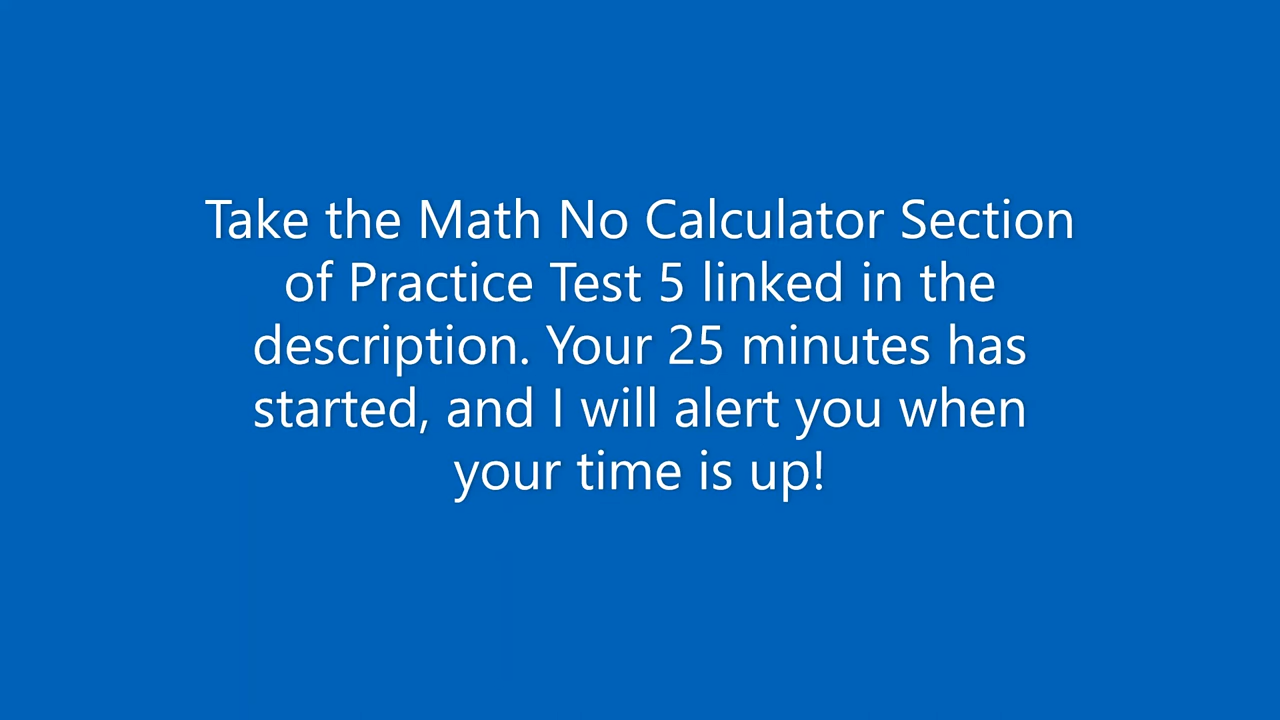 Take the Math No Calculator Section
of Practice Test 5 linked in the
description. Your 25 minutes has
started, and I will alert you when
your time is up!